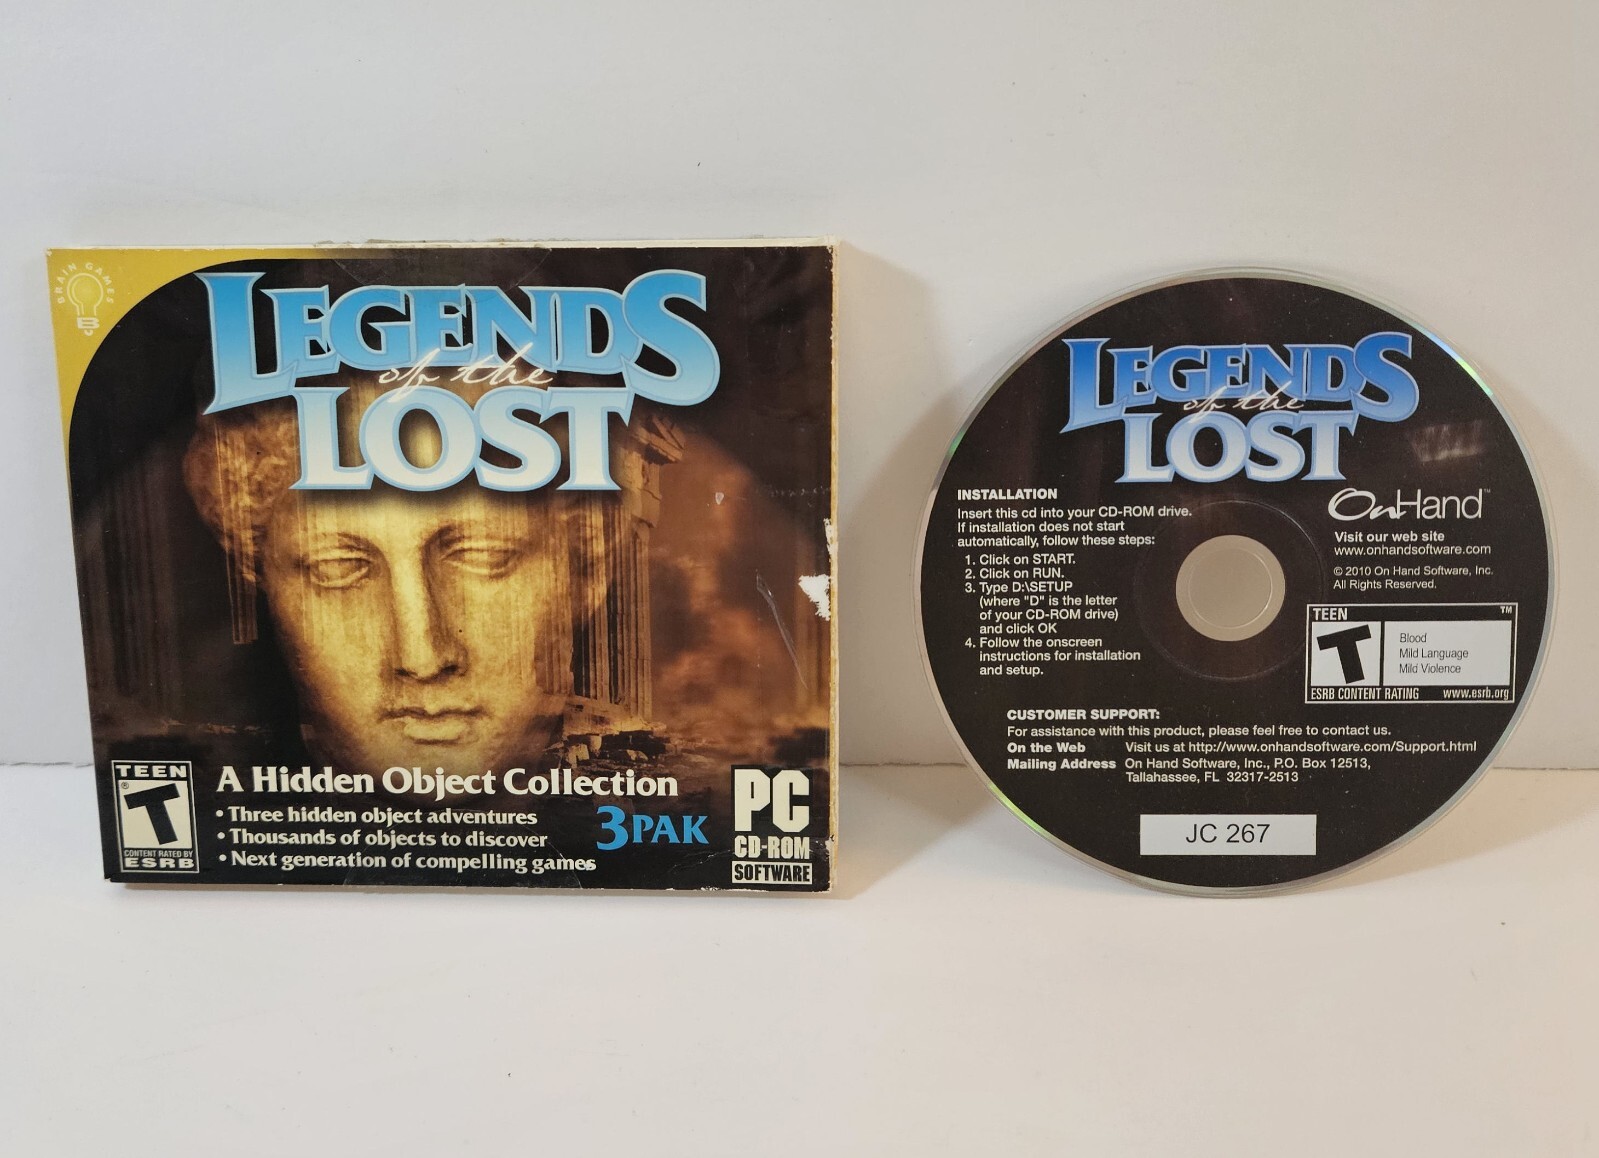 BRAIN GAMES
B
LEGENDS
of the
LOST
A Hidden Object Collection
• Three hidden object adventures
• Thousands of objects to discover
• Next generation of compelling games
3PAK
TEEN
T
®
CONTENT RATED BY
ESRB
PC
CD-ROM
SOFTWARE
LEGENDS
of the
LOST
INSTALLATION
Insert this cd into your CD-ROM drive.
If installation does not start
automatically, follow these steps:
1. Click on START.
2. Click on RUN.
3. Type D:\SETUP
(where "D" is the letter
of your CD-ROM drive)
and click OK
4. Follow the onscreen
instructions for installation
and setup.
OnHand™
Visit our web site
www.onhandsoftware.com
© 2010 On Hand Software, Inc.
All Rights Reserved.
TEEN ™
T
Blood
Mild Language
Mild Violence
ESRB CONTENT RATING www.esrb.org
CUSTOMER SUPPORT:
For assistance with this product, please feel free to contact us.
On the Web Visit us at http://www.onhandsoftware.com/Support.html
Mailing Address On Hand Software, Inc., P.O. Box 12513,
Tallahassee, FL 32317-2513
JC 267